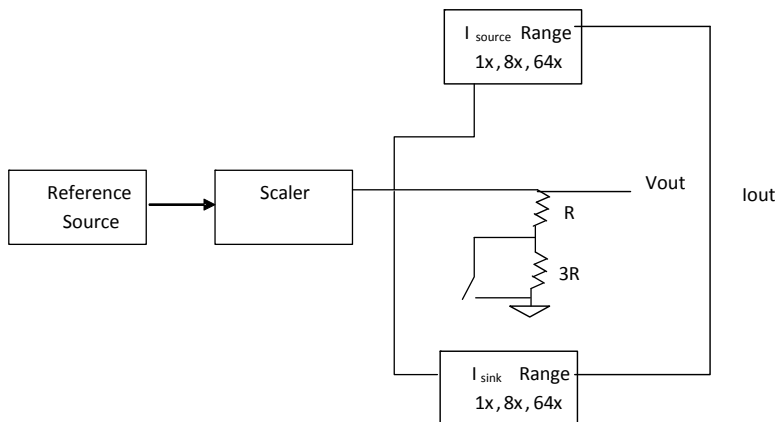 I source Range
1x, 8x, 64x
Reference
Source
Scaler
Vout
Iout
R
3R
I sink Range
1x, 8x, 64x